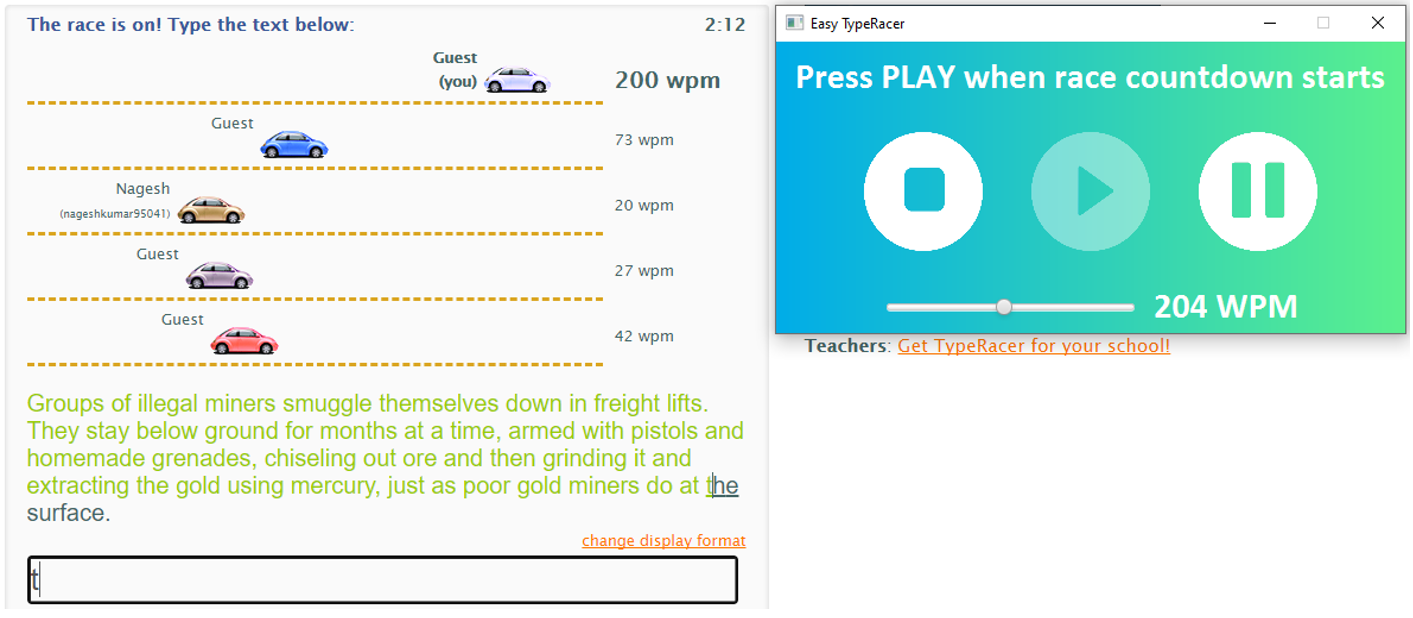 The race is on! Type the text below:
2:12
Guest
(you)
200 wpm
Guest
73 wpm
Nagesh
(nageshkumar95041)
20 wpm
Guest
27 wpm
Guest
42 wpm
Groups of illegal miners smuggle themselves down in freight lifts.
They stay below ground for months at a time, armed with pistols and
homemade grenades, chiseling out ore and then grinding it and
extracting the gold using mercury, just as poor gold miners do at the
surface.
change display format
t
Easy TypeRacer
Press PLAY when race countdown starts
204 WPM
Teachers: Get TypeRacer for your school!